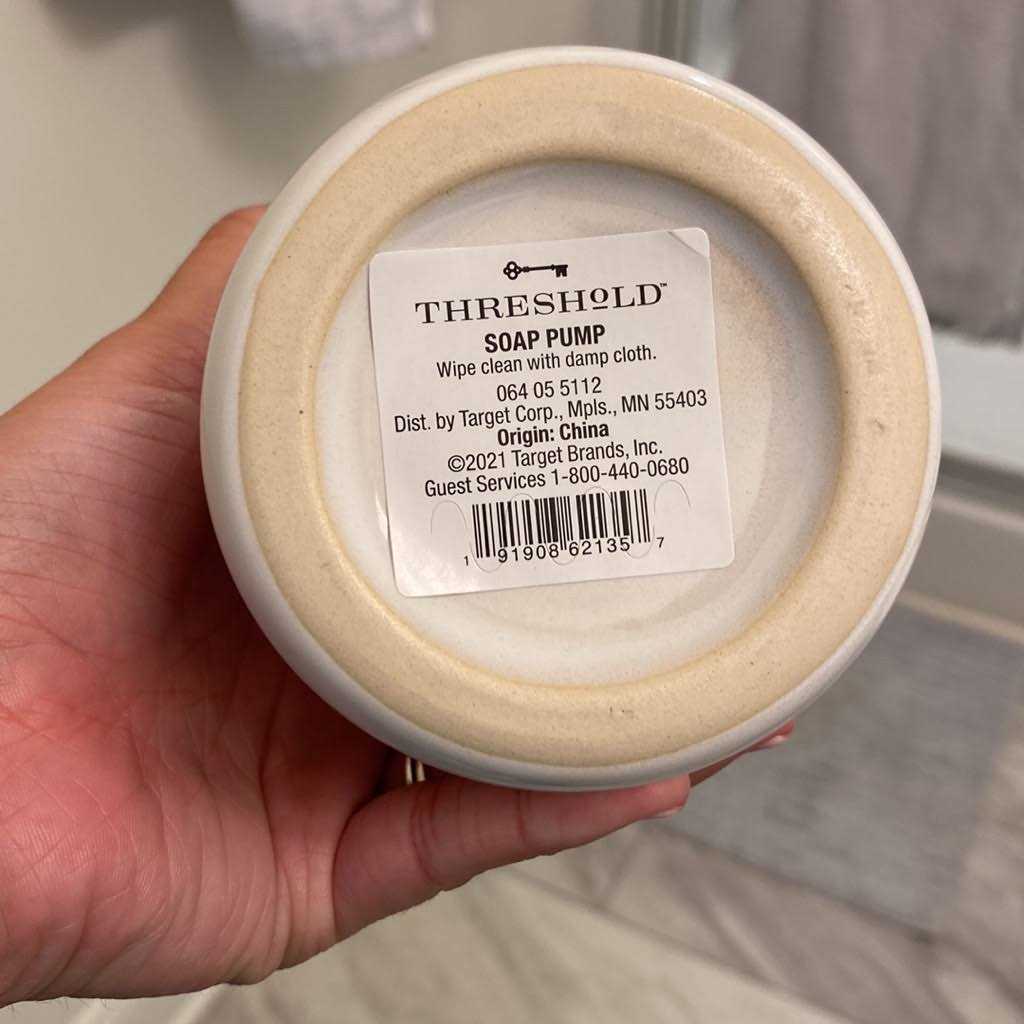 THRESHOLD™
SOAP PUMP
Wipe clean with damp cloth.
064 05 5112
Dist. by Target Corp., Mpls., MN 55403
Origin: China
©2021 Target Brands, Inc.
Guest Services 1-800-440-0680
1 91908 62135 7